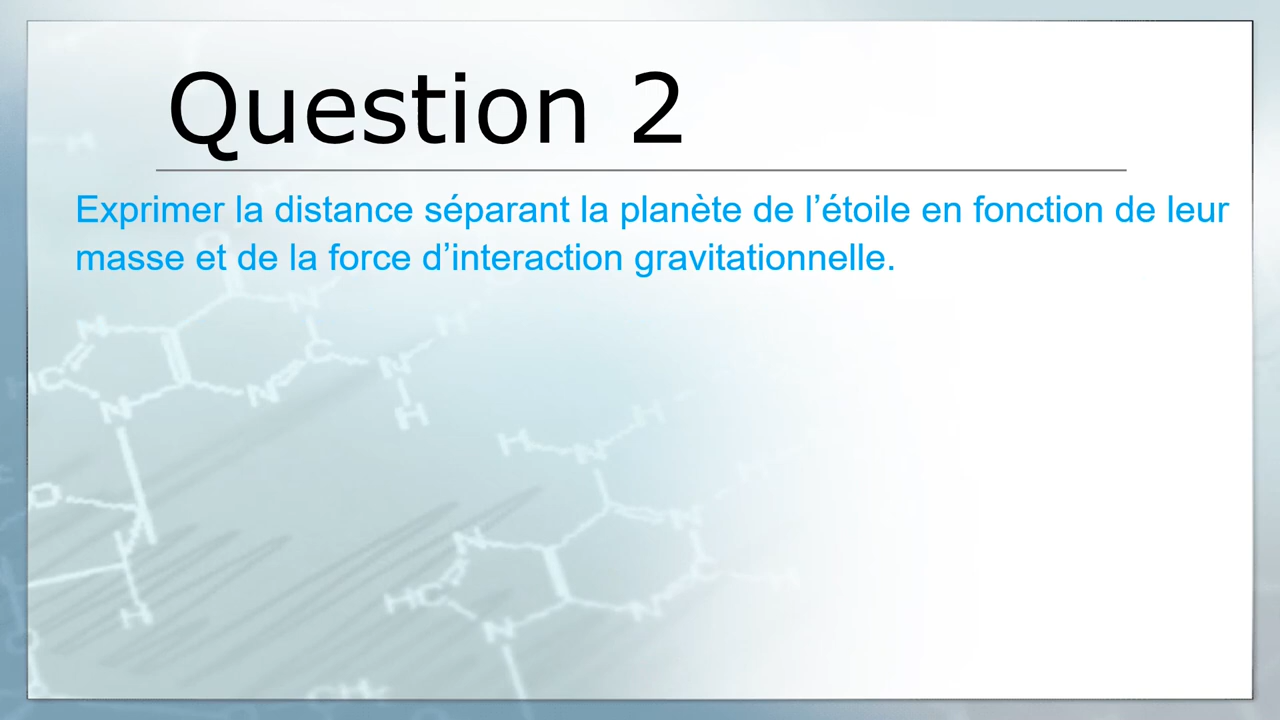 Question 2
Exprimer la distance séparant la planète de l’étoile en fonction de leur
masse et de la force d’interaction gravitationnelle.